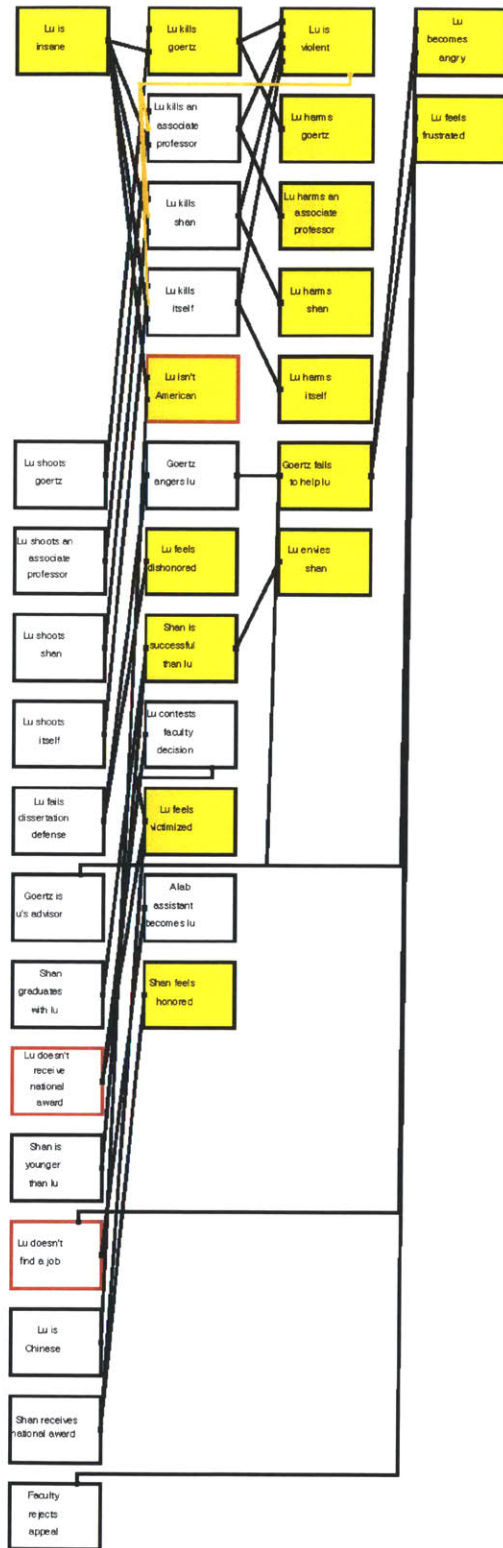 Lu is
insane
Lu kills
goertz
Lu is
violent
Lu
becomes
angry
Lu kills an
associate
professor
Lu harms
goertz
Lu feels
frustrated
Lu kills
shan
Lu harms an
associate
professor
Lu kills
itself
Lu harms
shan
Lu isn't
American
Lu harms
itself
Lu shoots
goertz
Goertz
angers lu
Goertz fails
to help lu
Lu shoots an
associate
professor
Lu feels
dishonored
Lu envies
shan
Lu shoots
shan
Shan is
successful
than lu
Lu shoots
itself
Lu contests
faculty
decision
Lu fails
dissertation
defense
Lu feels
victimized
Goertz is
u's advisor
A lab
assistant
becomes lu
Shan
graduates
with lu
Shan feels
honored
Lu doesn't
receive
national
award
Shan is
younger
than lu
Lu doesn't
find a job
Lu is
Chinese
Shan receives
national award
Faculty
rejects
appeal